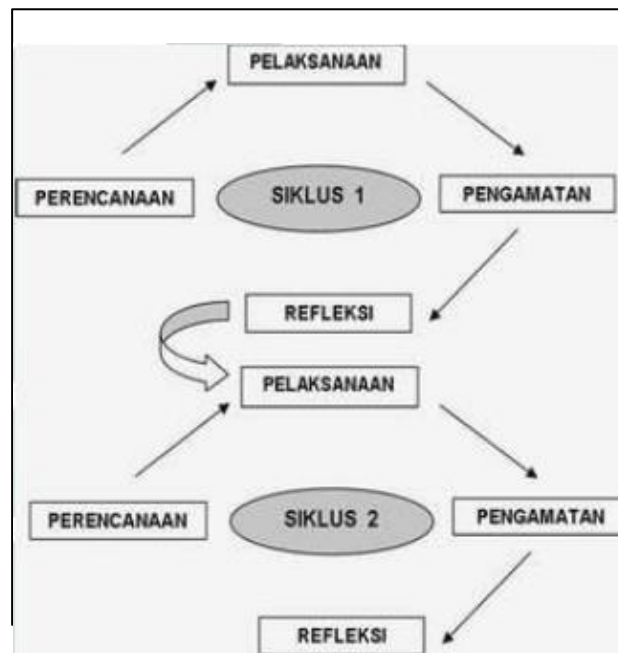 PELAKSANAAN
PERENCANAAN
SIKLUS 1
PENGAMATAN
REFLEKSI
PELAKSANAAN
PERENCANAAN
SIKLUS 2
PENGAMATAN
REFLEKSI